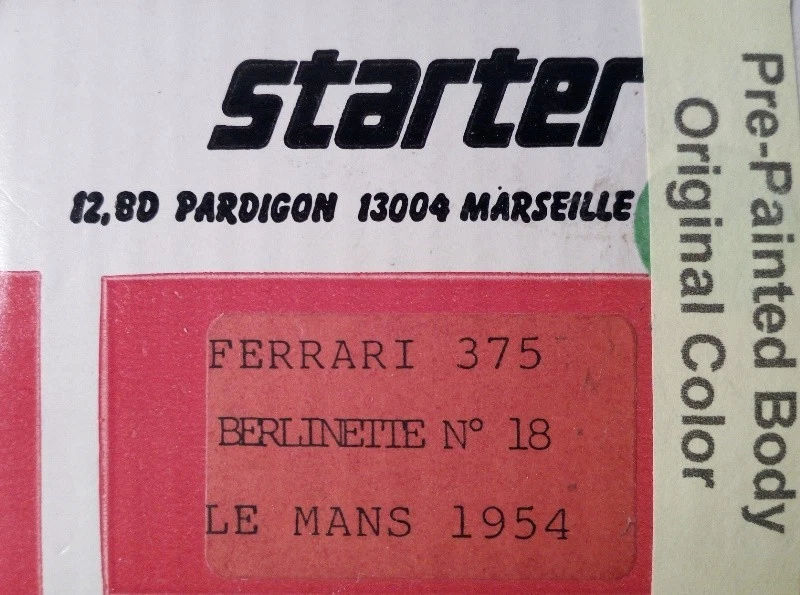 starter
12, BD PARDIGON 13004 MARSEILLE
FERRARI 375
BERLINETTE N° 18
LE MANS 1954
Pre-Painted Body
Original Color